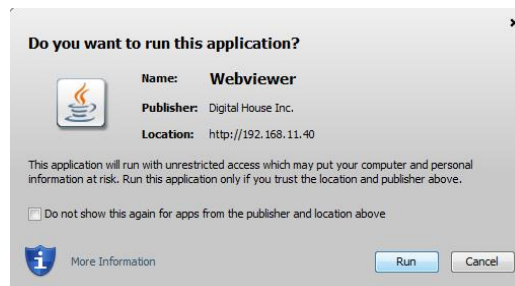 Do you want to run this application?
Name: Webviewer
Publisher: Digital House Inc.
Location: http://192.168.11.40
This application will run with unrestricted access which may put your computer and personal
information at risk. Run this application only if you trust the location and publisher above.
Do not show this again for apps from the publisher and location above
More Information Run Cancel